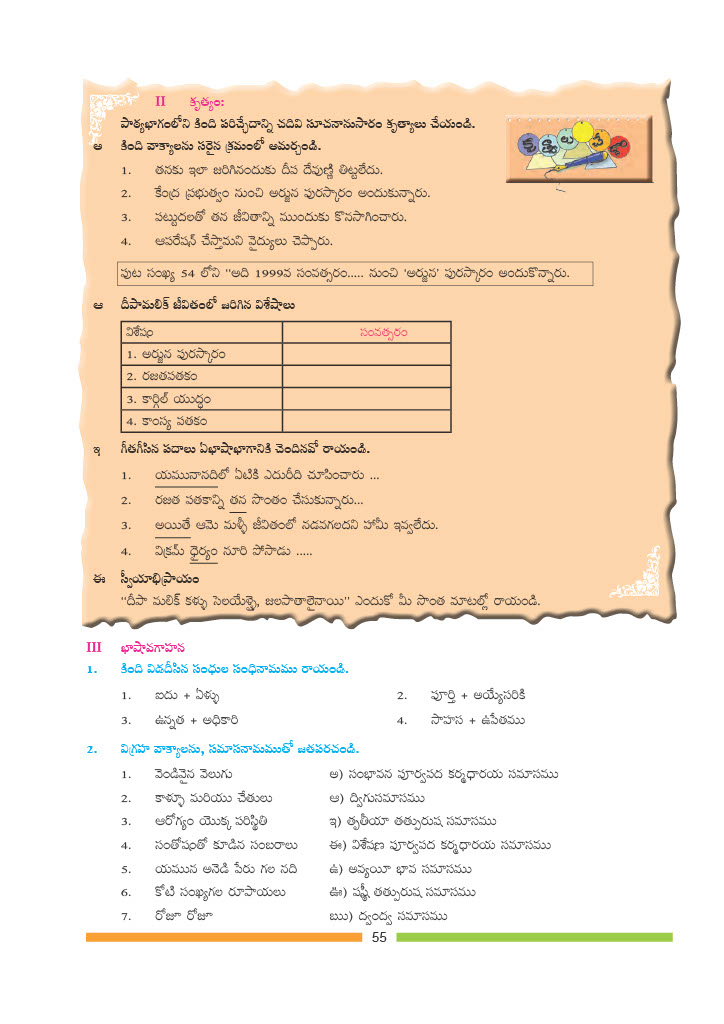 II కృత్యం:
పాఠ్యభాగంలోని కింది పరిచ్ఛేదాన్ని చదివి సూచనానుసారం కృత్యాలు చేయండి.
అ కింది వాక్యాలను సరైన క్రమంలో అమర్చండి.
1. తనకు ఇలా జరిగినందుకు దీప దేవుణ్ణి తిట్టలేదు.
2. కేంద్ర ప్రభుత్వం నుంచి అర్జున పురస్కారం అందుకున్నారు.
3. పట్టుదలతో తన జీవితాన్ని ముందుకు కొనసాగించారు.
4. ఆపరేషన్ చేస్తామని వైద్యులు చెప్పారు.
పుట సంఖ్య 54 లోని "అది 1999వ సంవత్సరం..... నుంచి 'అర్జున' పురస్కారం అందుకొన్నారు.
ఆ దీపామలిక్ జీవితంలో జరిగిన విశేషాలు
విశేషం సంవత్సరం
1. అర్జున పురస్కారం
2. రజతపతకం
3. కార్గిల్ యుద్ధం
4. కాంస్య పతకం
ఇ గీతగీసిన పదాలు ఏభాషాభాగానికి చెందినవో రాయండి.
1. యమునానదిలో ఏటికి ఎదురీది చూపించారు ...
2. రజత పతకాన్ని తన సొంతం చేసుకున్నారు...
3. అయితే ఆమె మళ్ళీ జీవితంలో నడవగలదని హామీ ఇవ్వలేదు.
4. విక్రమ్ ధైర్యం నూరి పోసాడు .....
ఈ స్వీయాభిప్రాయం
"దీపా మలిక్ కళ్ళు సెలయేళ్లై, జలపాతాలైనాయి" ఎందుకో మీ సొంత మాటల్లో రాయండి.
III భాషావగాహన
1. కింది విడదీసిన సంధుల సంధినామము రాయండి.
1. ఐదు + ఏళ్ళు 2. పూర్తి + అయ్యేసరికి
3. ఉన్నత + అధికారి 4. సాహస + ఉపేతము
2. విగ్రహ వాక్యాలను, సమాసనామముతో జతపరచండి.
1. వెండివైన వెలుగు అ) సంభావన పూర్వపద కర్మధారయ సమాసము
2. కాళ్ళూ మరియు చేతులు ఆ) ద్విగుసమాసము
3. ఆరోగ్యం యొక్క పరిస్థితి ఇ) తృతీయా తత్పురుష సమాసము
4. సంతోషంతో కూడిన సంబరాలు ఈ) విశేషణ పూర్వపద కర్మధారయ సమాసము
5. యమున అనెడి పేరు గల నది ఉ) అవ్యయీ భావ సమాసము
6. కోటి సంఖ్యగల రూపాయలు ఊ) షష్ఠీ తత్పురుష సమాసము
7. రోజూ రోజూ ఋ) ద్వంద్వ సమాసము
55